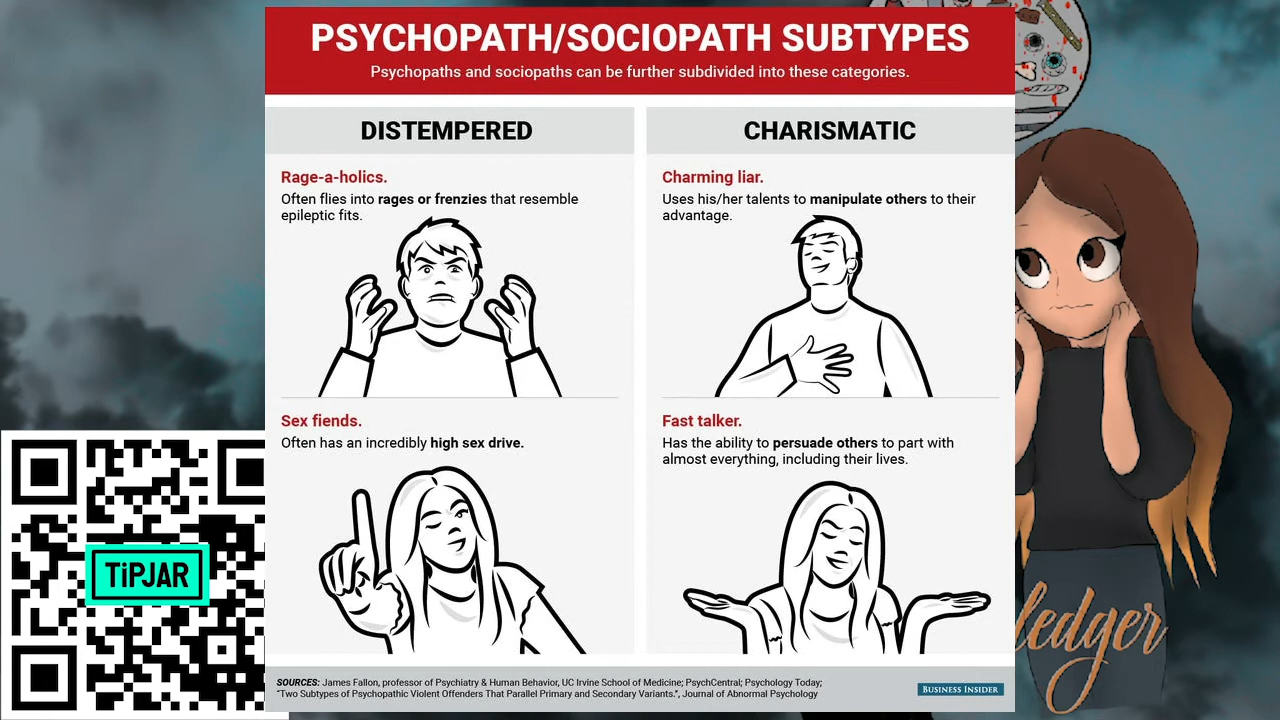 PSYCHOPATH/SOCIOPATH SUBTYPES
Psychopaths and sociopaths can be further subdivided into these categories.
DISTEMPERED
Rage-a-holics.
Often flies into rages or frenzies that resemble
epileptic fits.
Sex fiends.
Often has an incredibly high sex drive.
CHARISMATIC
Charming liar.
Uses his/her talents to manipulate others to their
advantage.
Fast talker.
Has the ability to persuade others to part with
almost everything, including their lives.
SOURCES: James Fallon, professor of Psychiatry & Human Behavior, UC Irvine School of Medicine; PsychCentral; Psychology Today;
"Two Subtypes of Psychopathic Violent Offenders That Parallel Primary and Secondary Variants.", Journal of Abnormal Psychology
BUSINESS INSIDER
TiPJAR
ledger